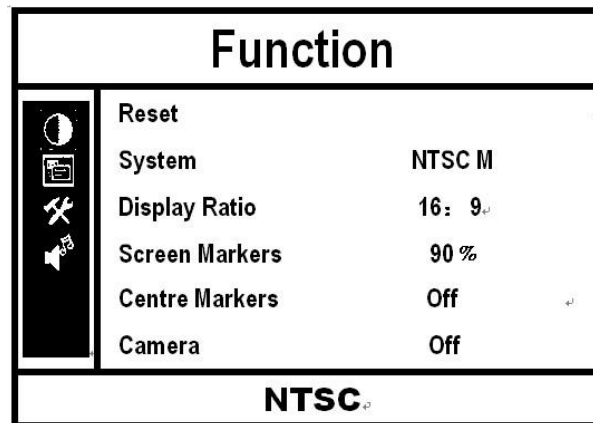 Function
Reset
System NTSC M
Display Ratio 16： 9
Screen Markers 90 %
Centre Markers Off
Camera Off
NTSC